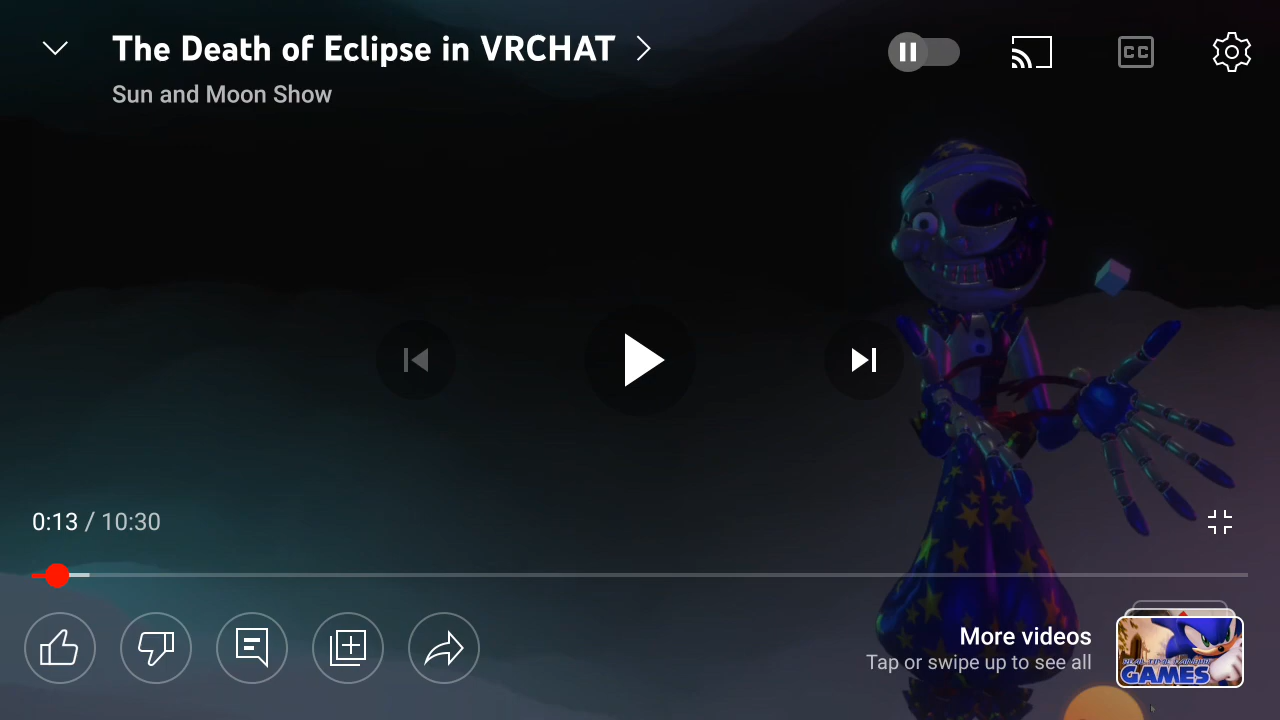 The Death of Eclipse in VRCHAT
Sun and Moon Show
CC
0:13 / 10:30
More videos
Tap or swipe up to see all
GAMES